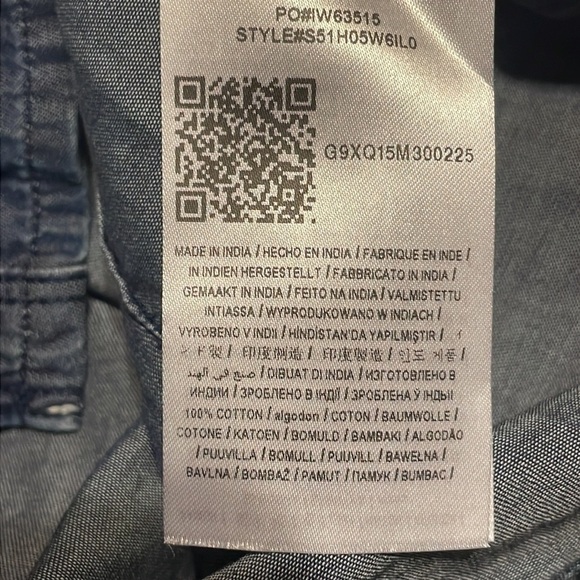 PO#IW63515
STYLE#S51H05W6IL0
G9XQ15M300225
MADE IN INDIA / HECHO EN INDIA / FABRIQUE EN INDE /
IN INDIEN HERGESTELLT / FABBRICATO IN INDIA /
GEMAAKT IN INDIA / FEITO NA INDIA / VALMISTETTU
INTIASSA / WYPRODUKOWANO W INDIACH /
VYROBENO V INDII / HİNDİSTAN'DA YAPILMIŞTIR /
ド製 / 印度制造 / 印度製造 / 인도 제품 /
صنع في الهند / DIBUAT DI INDIA / ИЗГОТОВЛЕНО В
ИНДИИ / ЗРОБЛЕНО В ІНДІЇ / ЗРОБЛЕНА Ў ІНДЫІ
100% COTTON / algodon / COTON / BAUMWOLLE /
COTONE / KATOEN / BOMULD / BAMBAKI / ALGODÃO
/ PUUVILLA / BOMULL / PUUVILL / BAWEŁNA /
BAVLNA / BOMBAŽ / PAMUT / ПАМУК / BUMBAC /